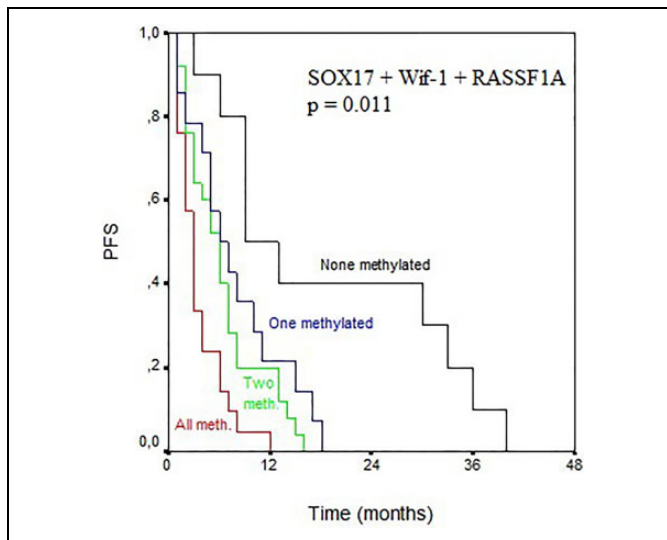 1,0
SOX17 + Wif-1 + RASSF1A
p = 0.011
,8
,6
PFS
None methylated
,4
One methylated
,2
Two
meth.
All meth.
0,0
0 12 24 36 48
Time (months)